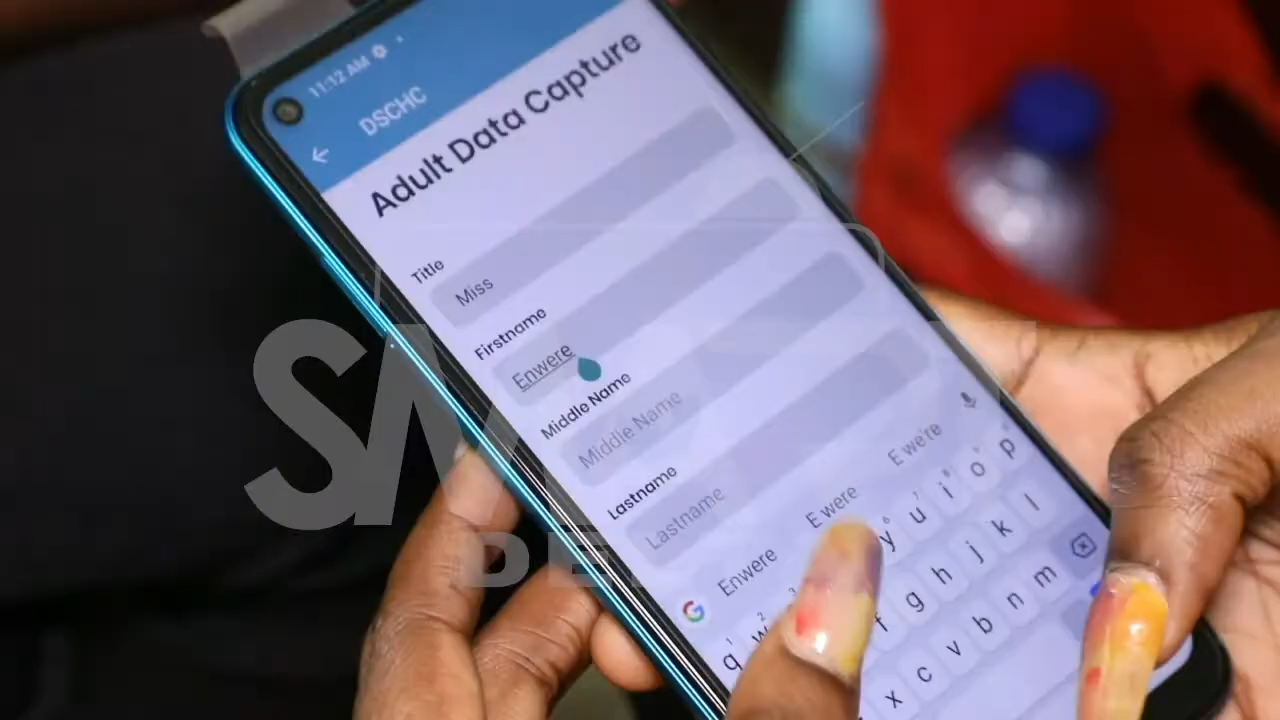 11:12 AM
DSCHC
Adult Data Capture
Title
Miss
Firstname
Enwere
Middle Name
Middle Name
Lastname
Lastname
Enwere E were E we're
q w y u i o p
f g h j k l
x c v b n m